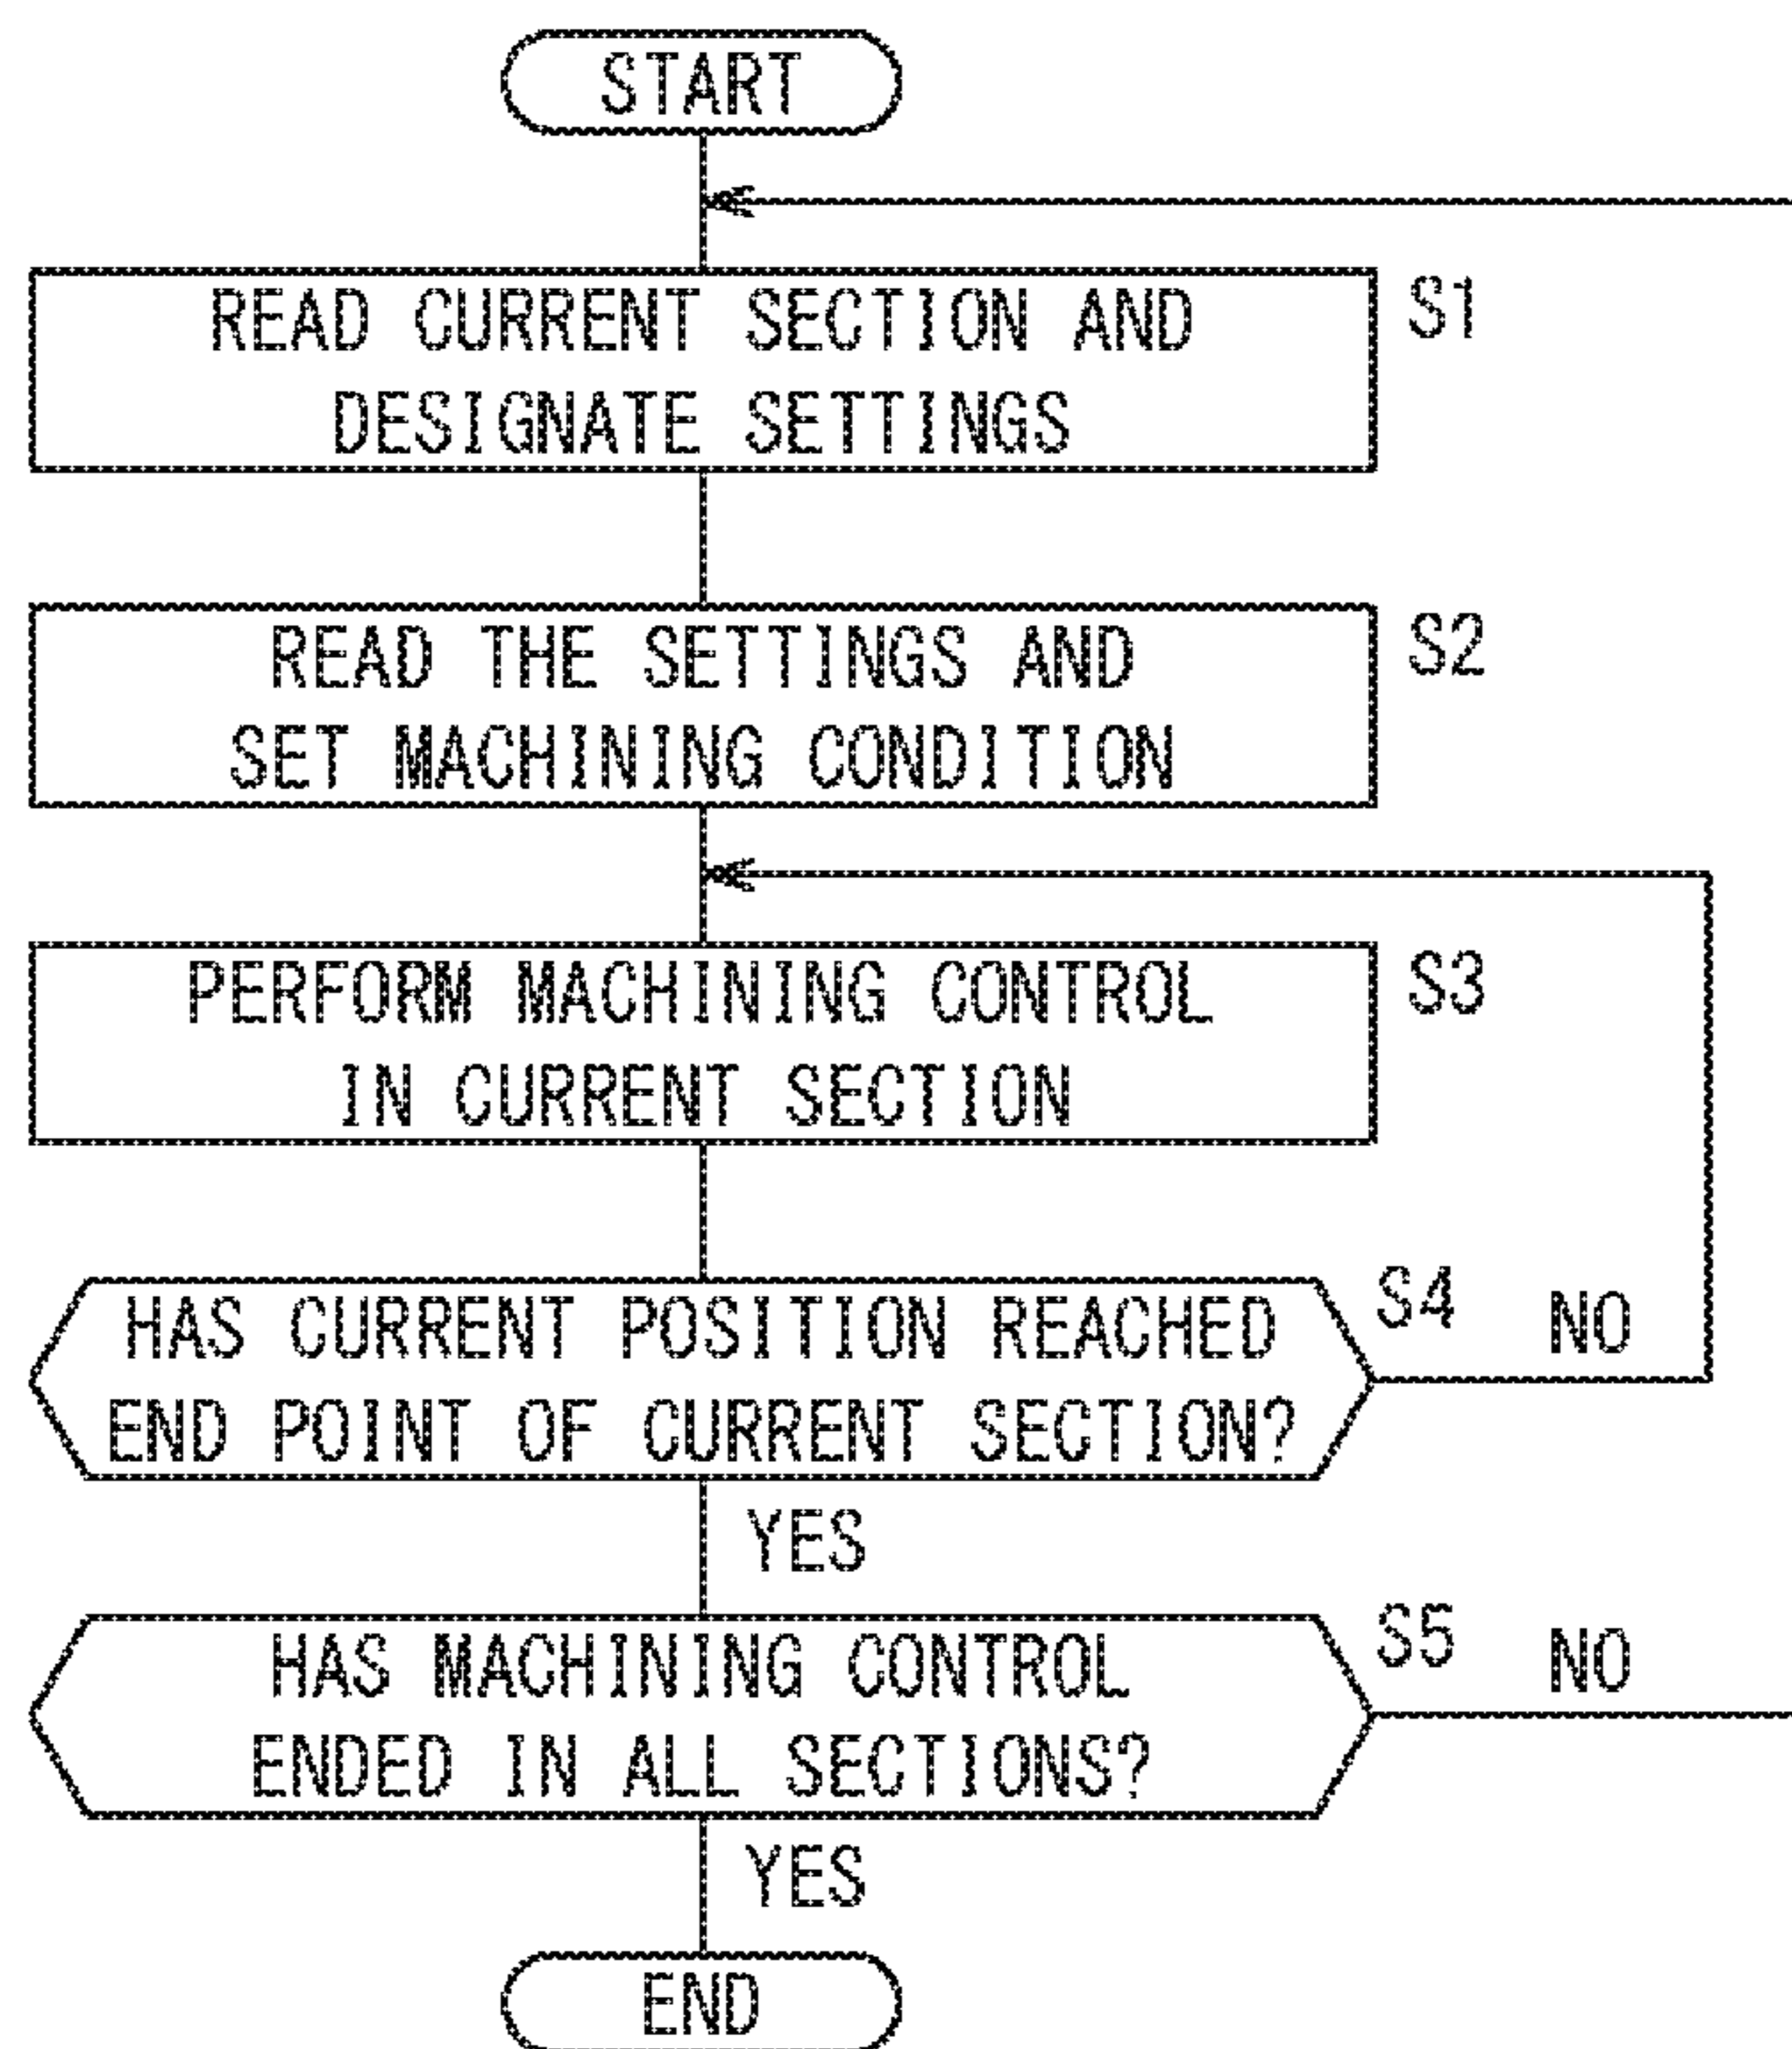 START
READ CURRENT SECTION AND
DESIGNATE SETTINGS
S1
READ THE SETTINGS AND
SET MACHINING CONDITION
S2
PERFORM MACHINING CONTROL
IN CURRENT SECTION
S3
HAS CURRENT POSITION REACHED
END POINT OF CURRENT SECTION?
S4
NO
YES
HAS MACHINING CONTROL
ENDED IN ALL SECTIONS?
S5
NO
YES
END